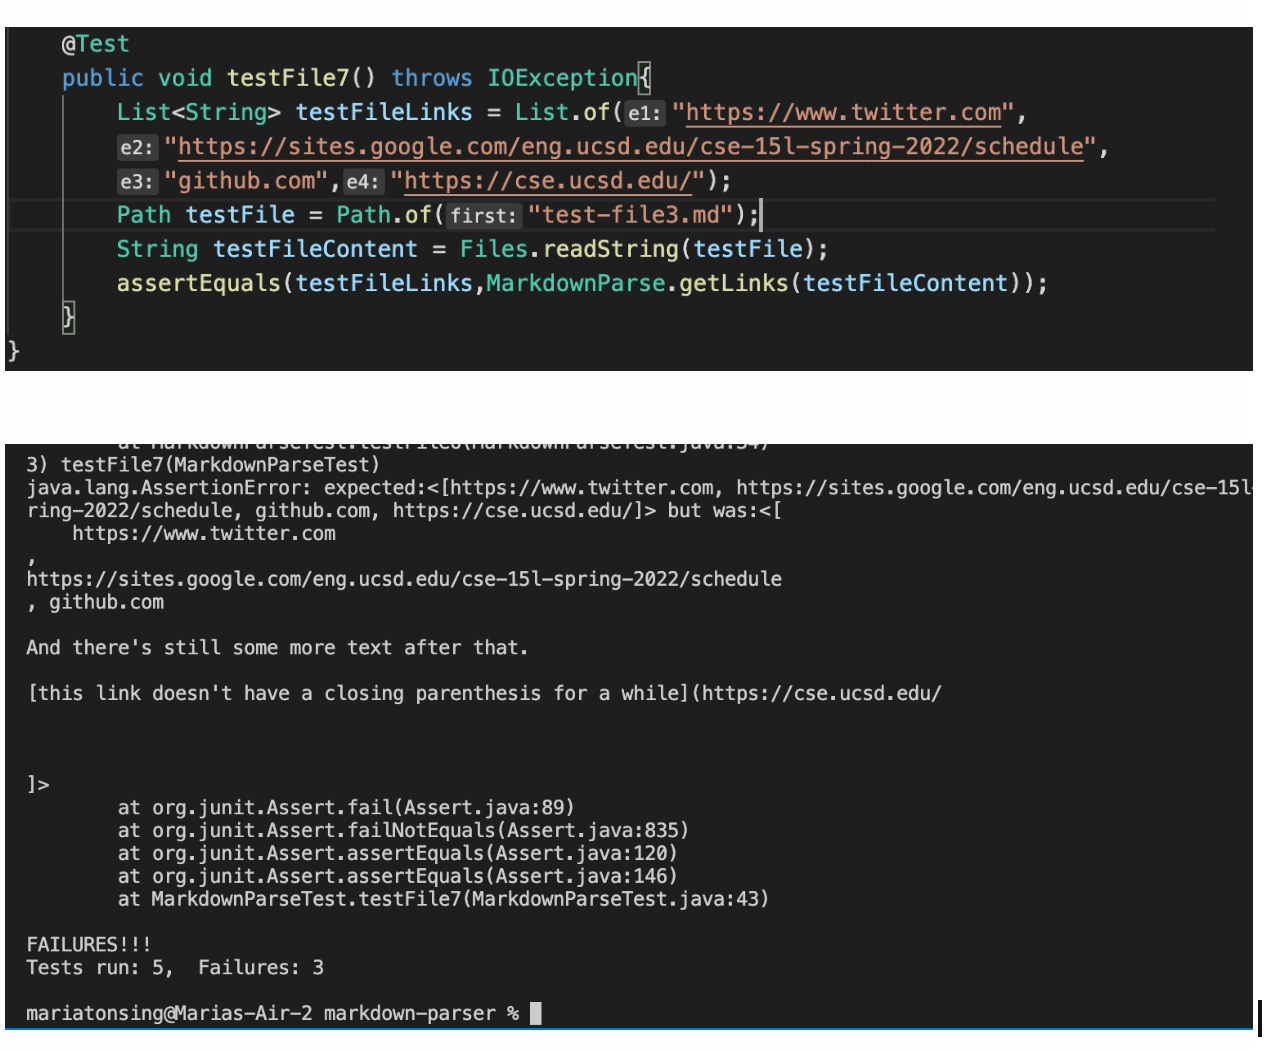 @Test
public void testFile7() throws IOException{
List<String> testFileLinks = List.of(e1: "https://www.twitter.com",
e2: "https://sites.google.com/eng.ucsd.edu/cse-15l-spring-2022/schedule",
e3: "github.com",e4: "https://cse.ucsd.edu/");
Path testFile = Path.of(first: "test-file3.md");
String testFileContent = Files.readString(testFile);
assertEquals(testFileLinks,MarkdownParse.getLinks(testFileContent));
}
}
3) testFile7(MarkdownParseTest)
java.lang.AssertionError: expected:<[https://www.twitter.com, https://sites.google.com/eng.ucsd.edu/cse-15l-
ring-2022/schedule, github.com, https://cse.ucsd.edu/]> but was:<[
https://www.twitter.com
,
https://sites.google.com/eng.ucsd.edu/cse-15l-spring-2022/schedule
, github.com
And there's still some more text after that.
[this link doesn't have a closing parenthesis for a while](https://cse.ucsd.edu/
]>
at org.junit.Assert.fail(Assert.java:89)
at org.junit.Assert.failNotEquals(Assert.java:835)
at org.junit.Assert.assertEquals(Assert.java:120)
at org.junit.Assert.assertEquals(Assert.java:146)
at MarkdownParseTest.testFile7(MarkdownParseTest.java:43)
FAILURES!!!
Tests run: 5,  Failures: 3
mariatonsing@Marias-Air-2 markdown-parser %